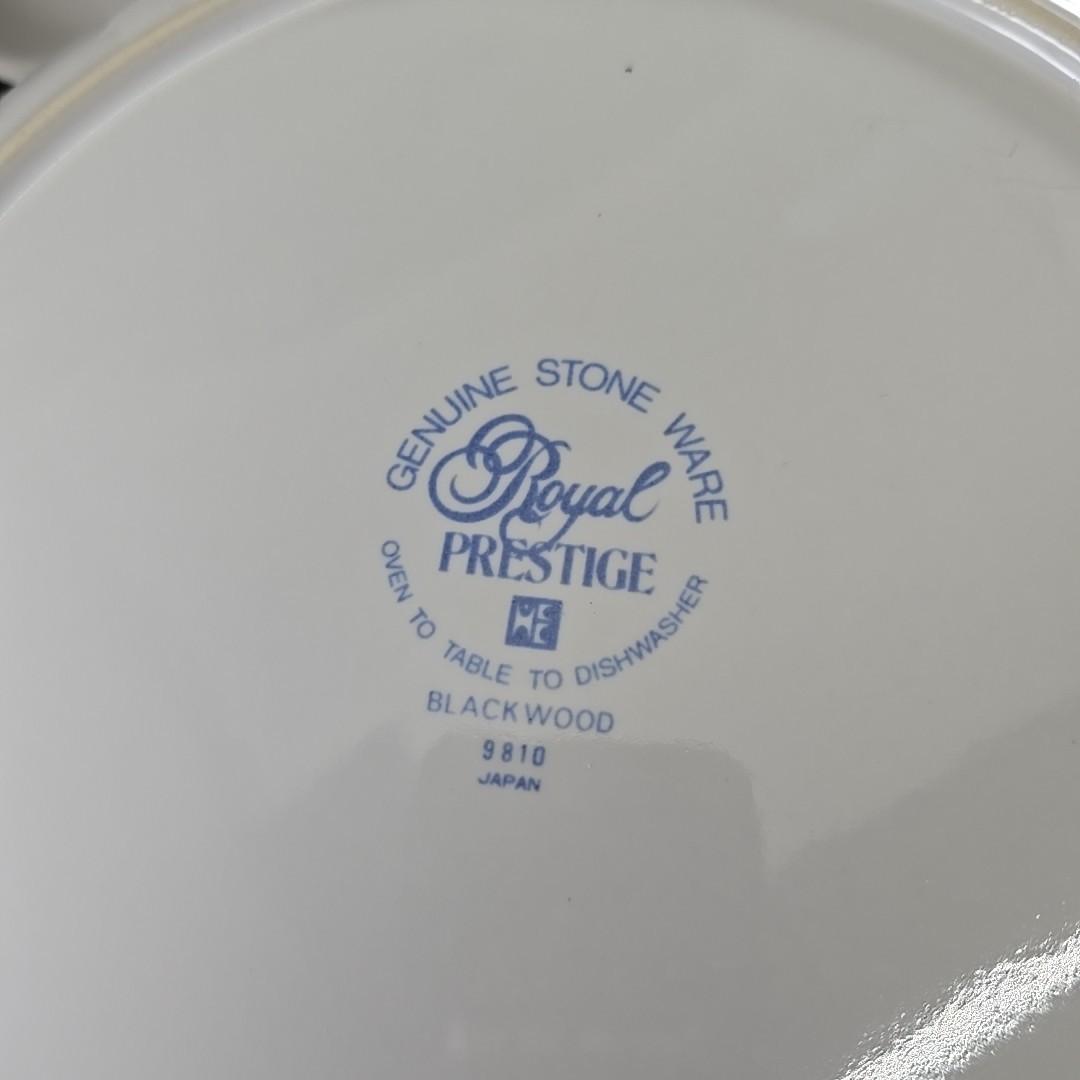 GENUINE STONE WARE
Royal
PRESTIGE
OVEN TO TABLE TO DISHWASHER
BLACKWOOD
9810
JAPAN